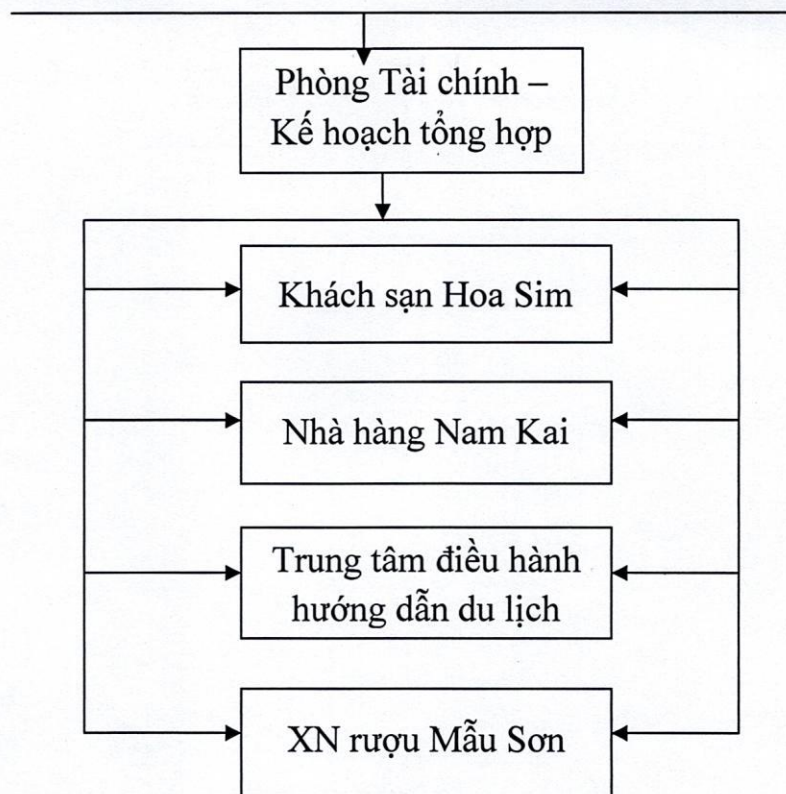 Phòng Tài chính –
Kế hoạch tổng hợp
Khách sạn Hoa Sim
Nhà hàng Nam Kai
Trung tâm điều hành
hướng dẫn du lịch
XN rượu Mẫu Sơn